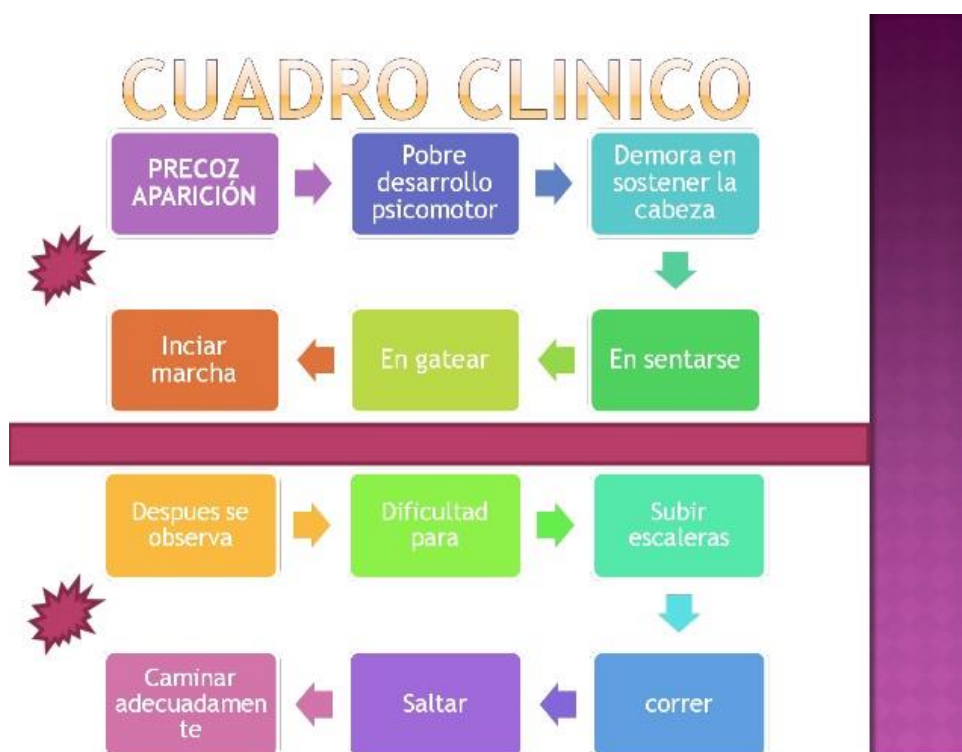 CUADRO CLINICO
PRECOZ
APARICIÓN
Pobre
desarrollo
psicomotor
Demora en
sostener la
cabeza
En sentarse
En gatear
Inciar
marcha
Despues se
observa
Dificultad
para
Subir
escaleras
correr
Saltar
Caminar
adecuadamen
te